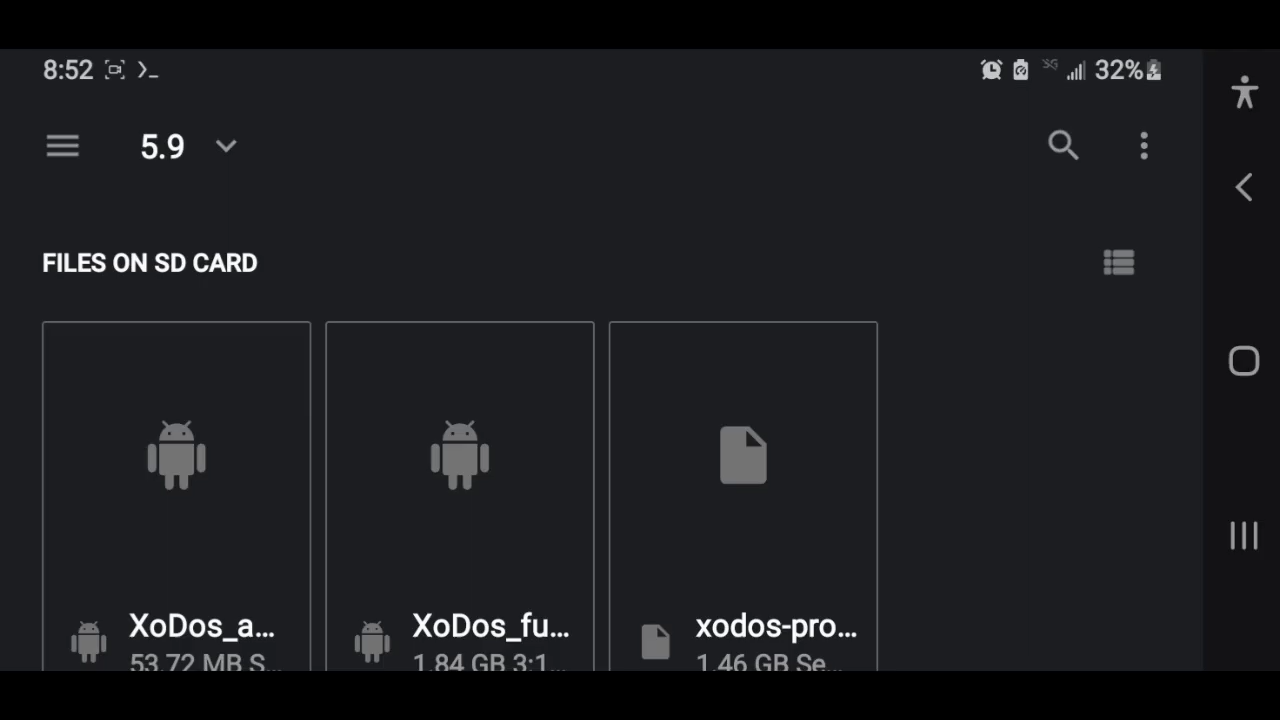 8:52
32%
5.9
FILES ON SD CARD
XoDos_a...
53.72 MB S...
XoDos_fu...
1.84 GB 3:1...
xodos-pro...
1.46 GB Se...